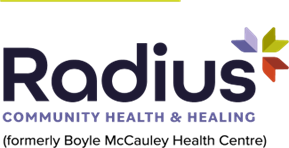 Radius
COMMUNITY HEALTH & HEALING
(formerly Boyle McCauley Health Centre)